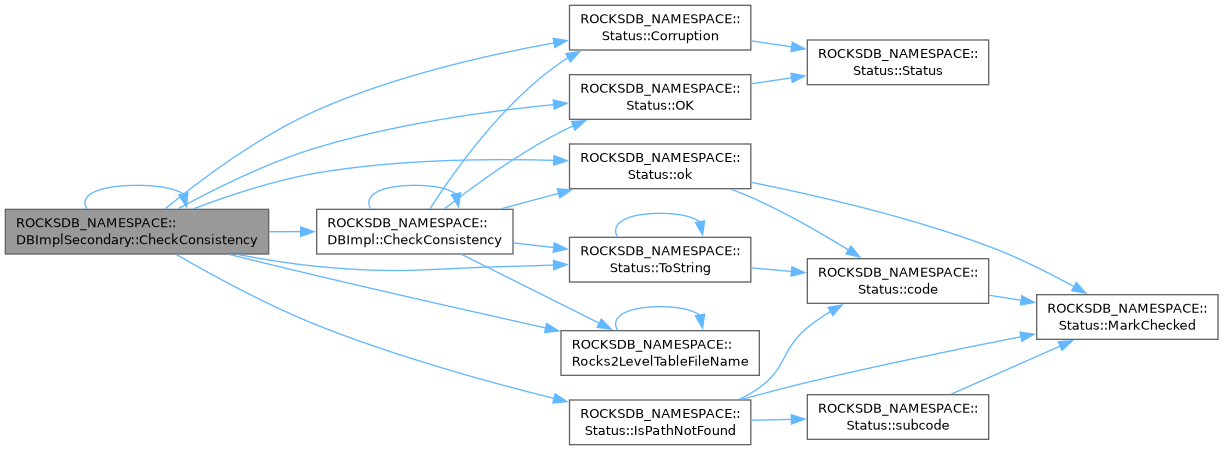 ROCKSDB_NAMESPACE::
DBImplSecondary::CheckConsistency
ROCKSDB_NAMESPACE::
DBImpl::CheckConsistency
ROCKSDB_NAMESPACE::
Status::Corruption
ROCKSDB_NAMESPACE::
Status::OK
ROCKSDB_NAMESPACE::
Status::ok
ROCKSDB_NAMESPACE::
Status::ToString
ROCKSDB_NAMESPACE::
Rocks2LevelTableFileName
ROCKSDB_NAMESPACE::
Status::IsPathNotFound
ROCKSDB_NAMESPACE::
Status::Status
ROCKSDB_NAMESPACE::
Status::code
ROCKSDB_NAMESPACE::
Status::subcode
ROCKSDB_NAMESPACE::
Status::MarkChecked